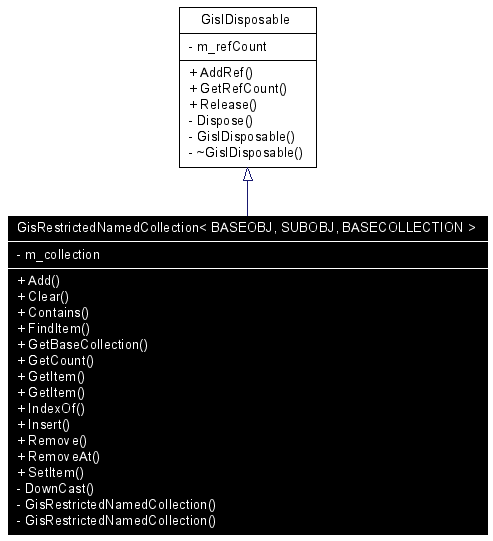 GisIDisposable
- m_refCount
+ AddRef()
+ GetRefCount()
+ Release()
- Dispose()
- GisIDisposable()
- ~GisIDisposable()
GisRestrictedNamedCollection< BASEOBJ, SUBOBJ, BASECOLLECTION >
- m_collection
+ Add()
+ Clear()
+ Contains()
+ FindItem()
+ GetBaseCollection()
+ GetCount()
+ GetItem()
+ GetItem()
+ IndexOf()
+ Insert()
+ Remove()
+ RemoveAt()
+ SetItem()
- DownCast()
- GisRestrictedNamedCollection()
- GisRestrictedNamedCollection()